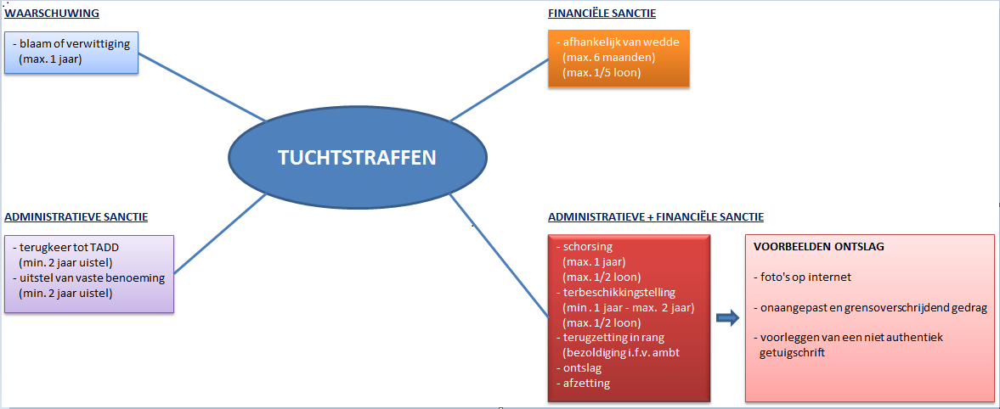 WAARSCHUWING
- blaam of verwittiging
(max. 1 jaar)
FINANCIËLE SANCTIE
- afhankelijk van wedde
(max. 6 maanden)
(max. 1/5 loon)
TUCHTSTRAFFEN
ADMINISTRATIEVE SANCTIE
- terugkeer tot TADD
(min. 2 jaar uistel)
- uitstel van vaste benoeming
(min. 2 jaar uistel)
ADMINISTRATIEVE + FINANCIËLE SANCTIE
- schorsing
(max. 1 jaar)
(max. 1/2 loon)
- terbeschikkingstelling
(min . 1 jaar - max. 2 jaar)
(max. 1/2 loon)
- terugzetting in rang
(bezoldiging i.f.v. ambt
- ontslag
- afzetting
VOORBEELDEN ONTSLAG
- foto's op internet
- onaangepast en grensoverschrijdend gedrag
- voorleggen van een niet authentiek
getuigschrift